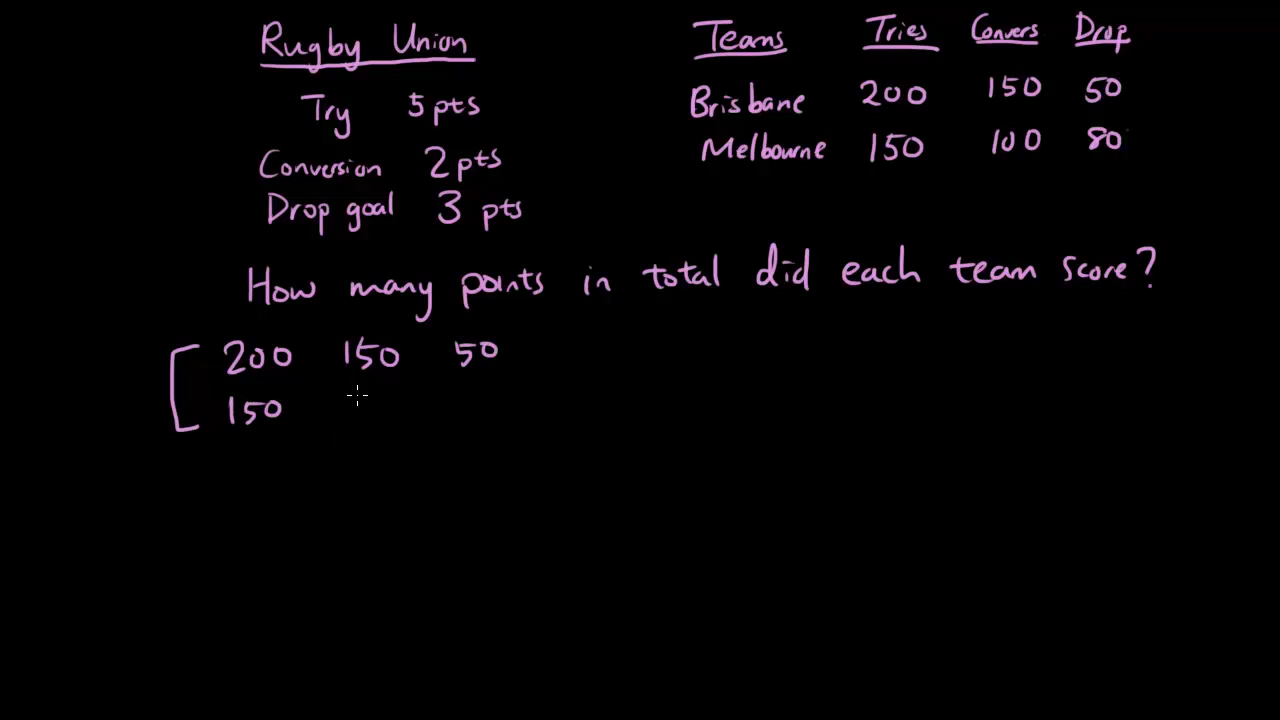 Rugby Union
Try 5 pts
Conversion 2 pts
Drop goal 3 pts
Teams Tries Convers Drop
Brisbane 200 150 50
Melbourne 150 100 80
How many points in total did each team score?
[ 200 150 50
150